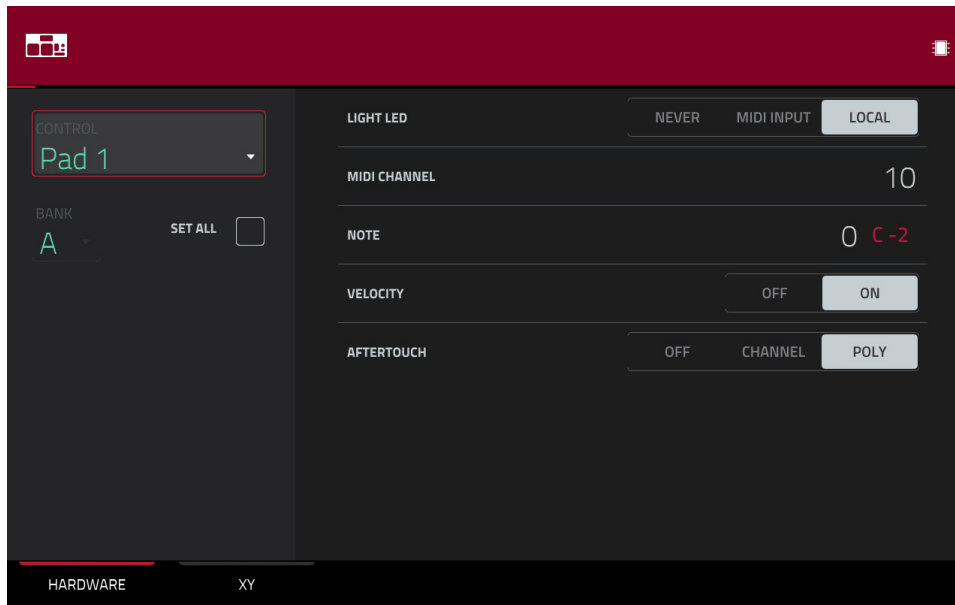 CONTROL
Pad 1
BANK
A
SET ALL
LIGHT LED NEVER MIDI INPUT LOCAL
MIDI CHANNEL 10
NOTE 0 C -2
VELOCITY OFF ON
AFTERTOUCH OFF CHANNEL POLY
HARDWARE XY